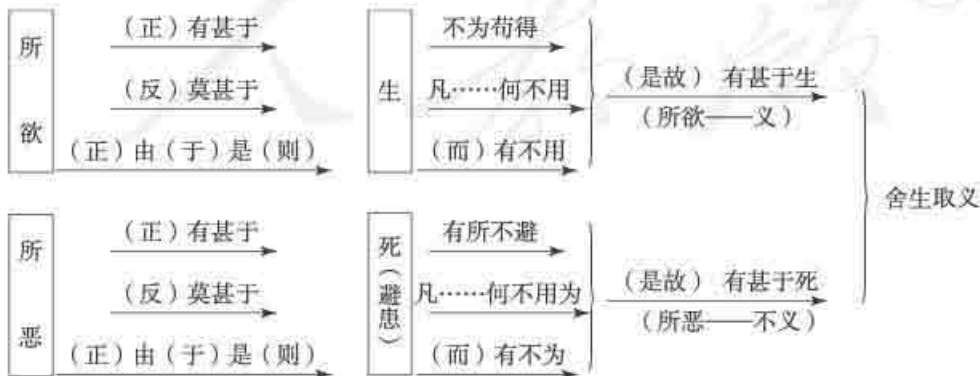 所欲
（正）有甚于
（反）莫甚于
（正）由（于）是（则）
生
不为苟得
凡……何不用
（而）有不用
（是故） 有甚于生
（所欲——义）
所恶
（正）有甚于
（反）莫甚于
（正）由（于）是（则）
死（避患）
有所不避
凡……何不用为
（而）有不为
（是故） 有甚于死
（所恶——不义）
舍生取义